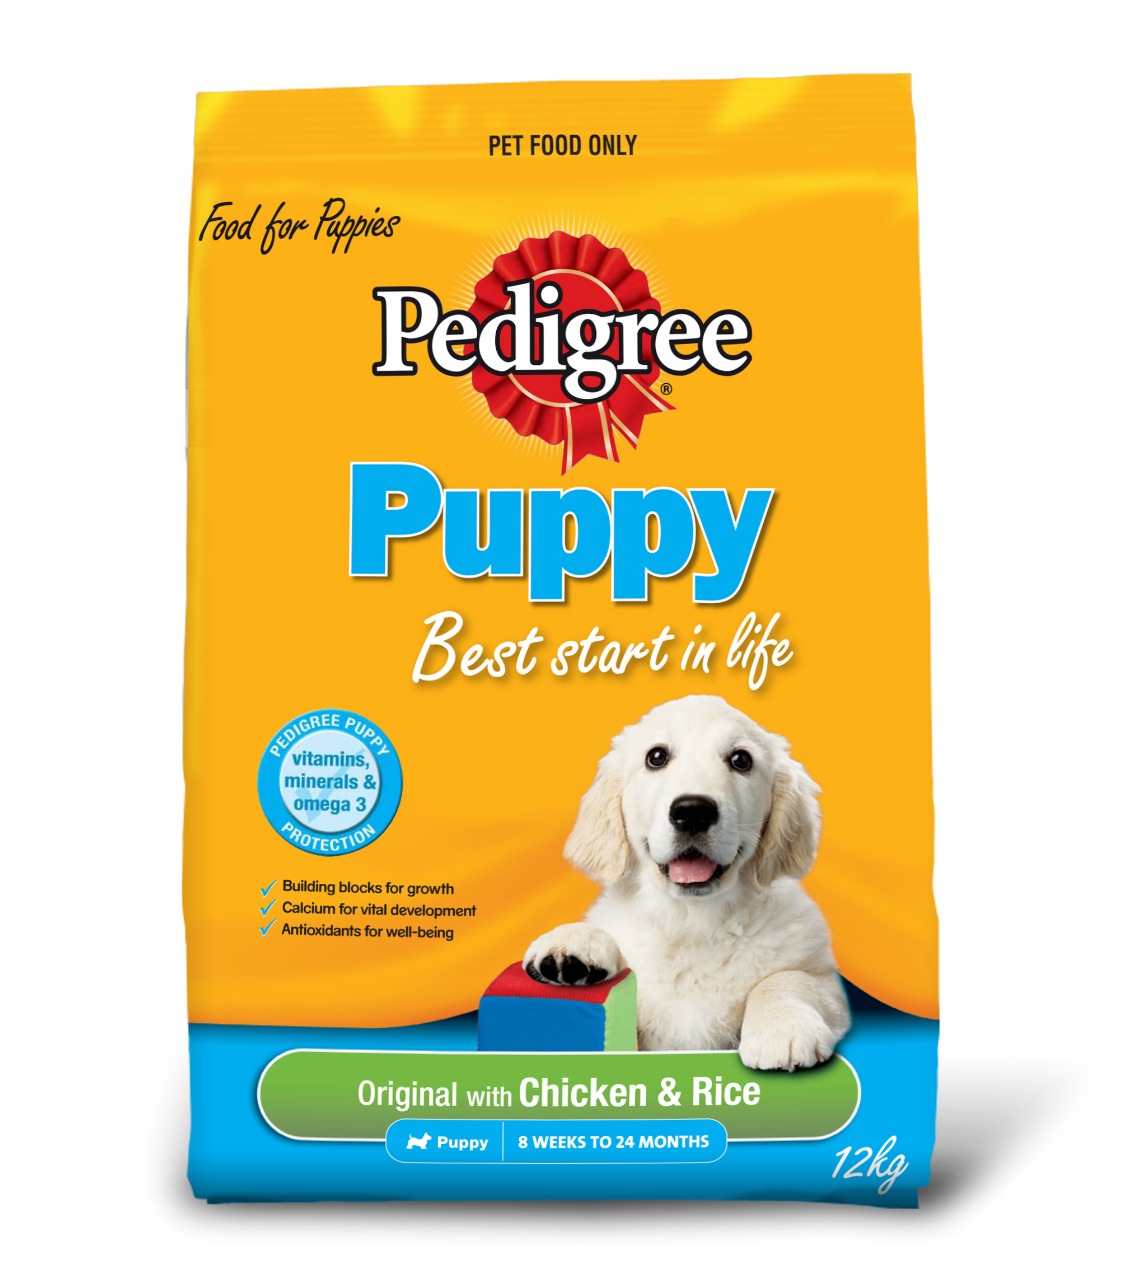 PET FOOD ONLY
Food for Puppies
Pedigree
®
Puppy
Best start in life
PEDIGREE PUPPY
vitamins,
minerals &
omega 3
PROTECTION
Building blocks for growth
Calcium for vital development
Antioxidants for well-being
Original with Chicken & Rice
Puppy 8 WEEKS TO 24 MONTHS
12kg